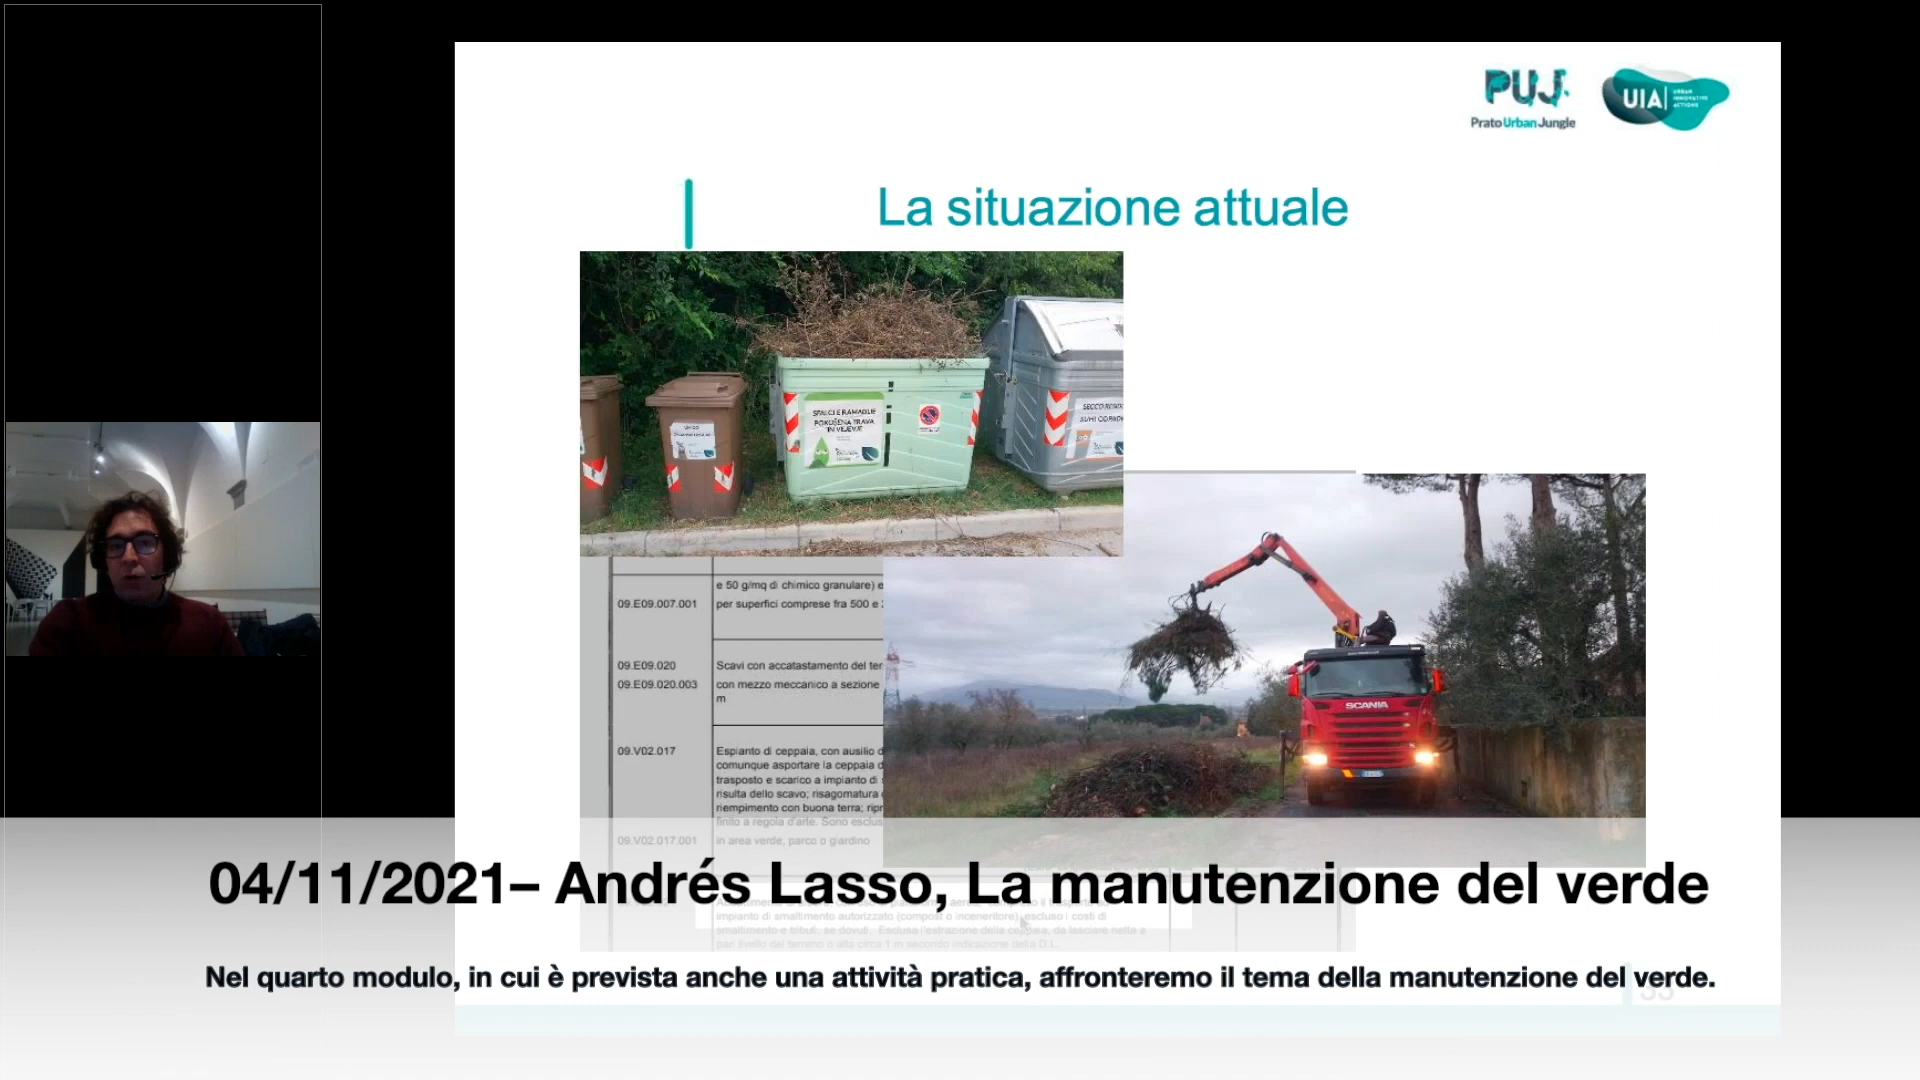 PUJ
Prato Urban Jungle
UIA
URBAN
INNOVATIVE
ACTIONS
La situazione attuale
SFALCI E RAMAGLIE
POKOŠENA TRAVA
IN VEJEVJE
UMIDO
SECCO
SCANIA
e 50 g/mq di chimico granulare) e
09.E09.007.001 per superfici comprese fra 500 e
09.E09.020 Scavi con accatastamento del ter
09.E09.020.003 con mezzo meccanico a sezione
m
09.V02.017 Espianto di ceppaia, con ausilio d
comunque asportare la ceppaia d
trasposto e scarico a impianto di
risulta dello scavo; risagomatura
riempimento con buona terra; ripr
finito a regola d'arte. Sono esclus
09.V02.017.001 in area verde, parco o giardino
04/11/2021– Andrés Lasso, La manutenzione del verde
impianto di smaltimento autorizzato (compost o inceneritore), escluso i costi di
smaltimento e tributi, se dovuti. Esclusa l'estrazione della ceppaia, da lasciare nella a
pari livello del terreno o alta circa 1 m secondo indicazione della D.L.
Nel quarto modulo, in cui è prevista anche una attività pratica, affronteremo il tema della manutenzione del verde.
35